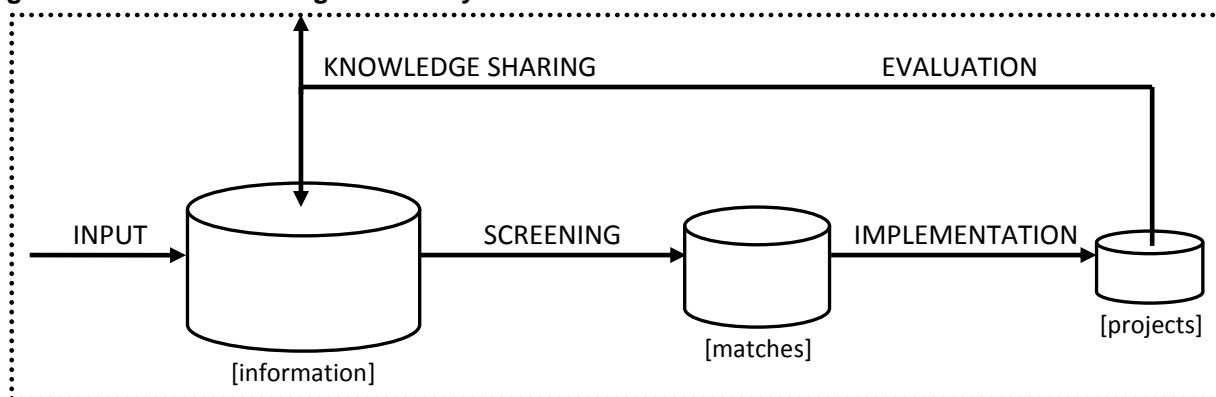 KNOWLEDGE SHARING EVALUATION
INPUT SCREENING IMPLEMENTATION
[projects]
[matches]
[information]